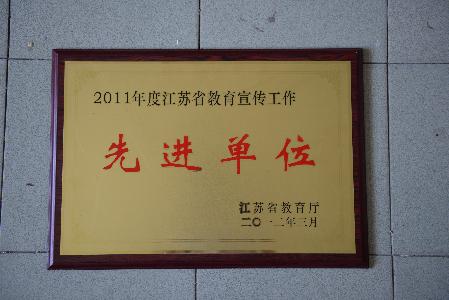 2011年度江苏省教育宣传工作
先进单位
江苏省教育厅
二〇一二年三月